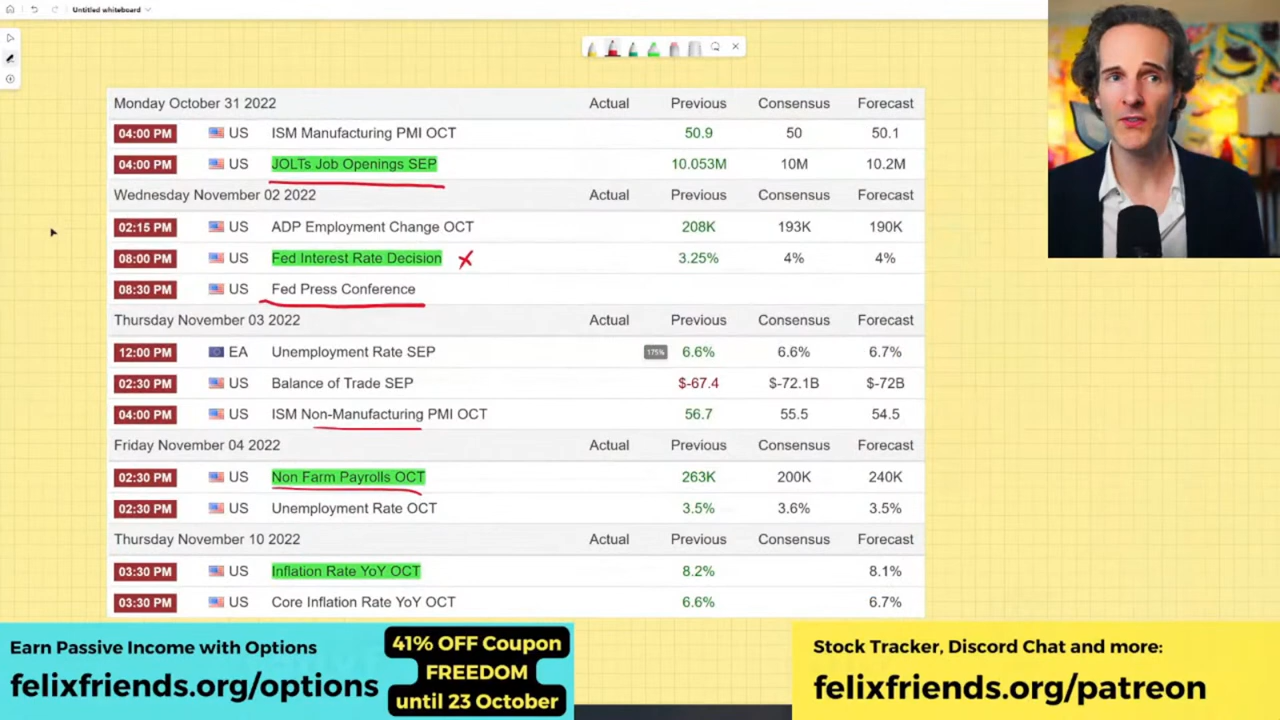 Untitled whiteboard
Monday October 31 2022 Actual Previous Consensus Forecast
04:00 PM US ISM Manufacturing PMI OCT 50.9 50 50.1
04:00 PM US JOLTs Job Openings SEP 10.053M 10M 10.2M
Wednesday November 02 2022 Actual Previous Consensus Forecast
02:15 PM US ADP Employment Change OCT 208K 193K 190K
08:00 PM US Fed Interest Rate Decision 3.25% 4% 4%
08:30 PM US Fed Press Conference
Thursday November 03 2022 Actual Previous Consensus Forecast
12:00 PM EA Unemployment Rate SEP 175% 6.6% 6.6% 6.7%
02:30 PM US Balance of Trade SEP $-67.4 $-72.1B $-72B
04:00 PM US ISM Non-Manufacturing PMI OCT 56.7 55.5 54.5
Friday November 04 2022 Actual Previous Consensus Forecast
02:30 PM US Non Farm Payrolls OCT 263K 200K 240K
02:30 PM US Unemployment Rate OCT 3.5% 3.6% 3.5%
Thursday November 10 2022 Actual Previous Consensus Forecast
03:30 PM US Inflation Rate YoY OCT 8.2% 8.1%
03:30 PM US Core Inflation Rate YoY OCT 6.6% 6.7%
Earn Passive Income with Options
felixfriends.org/options
41% OFF Coupon
FREEDOM
until 23 October
Stock Tracker, Discord Chat and more:
felixfriends.org/patreon